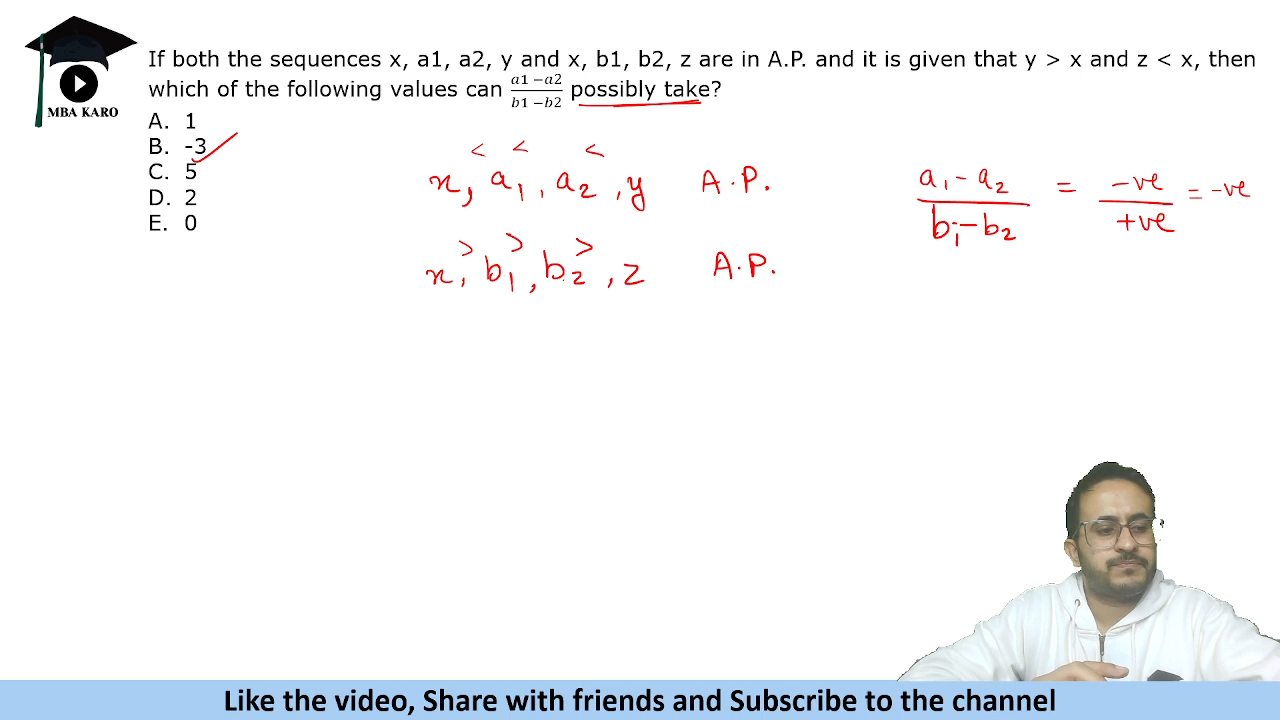 MBA KARO
If both the sequences x, a1, a2, y and x, b1, b2, z are in A.P. and it is given that y > x and z < x, then
which of the following values can a1 −a2 / b1 −b2 possibly take?
A. 1
B. -3
C. 5
D. 2
E. 0
< < <
x, a1, a2, y A.P.
> > >
x, b1, b2, z A.P.
a1 - a2 / b1 - b2 = -ve / +ve = -ve
Like the video, Share with friends and Subscribe to the channel